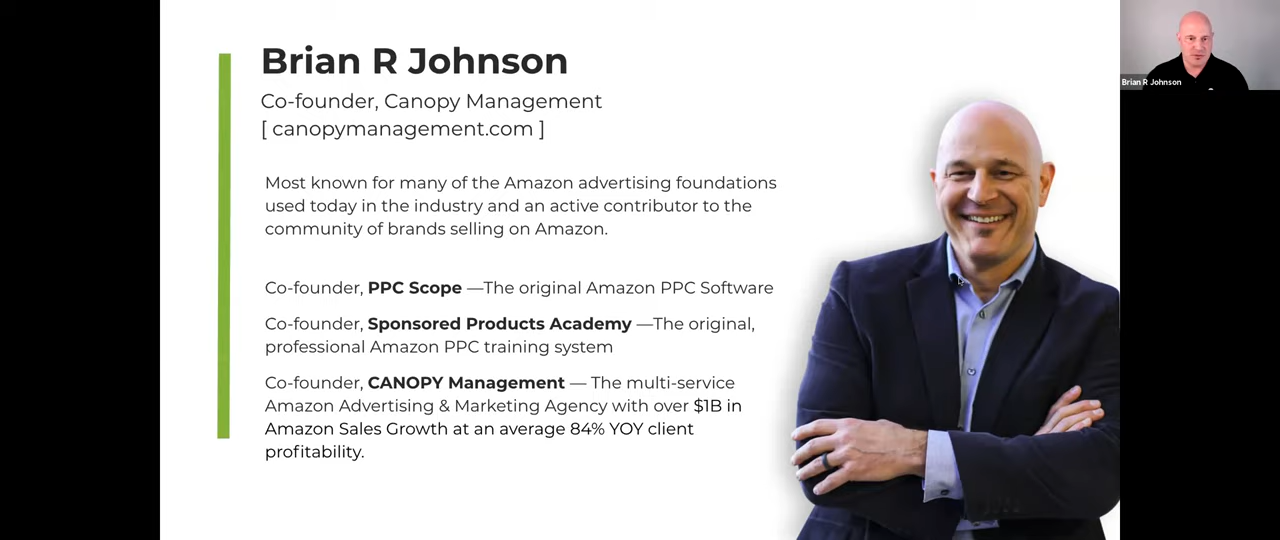 Brian R Johnson
Co-founder, Canopy Management
[ canopymanagement.com ]
Most known for many of the Amazon advertising foundations
used today in the industry and an active contributor to the
community of brands selling on Amazon.
Co-founder, PPC Scope —The original Amazon PPC Software
Co-founder, Sponsored Products Academy —The original,
professional Amazon PPC training system
Co-founder, CANOPY Management — The multi-service
Amazon Advertising & Marketing Agency with over $1B in
Amazon Sales Growth at an average 84% YOY client
profitability.
Brian R Johnson